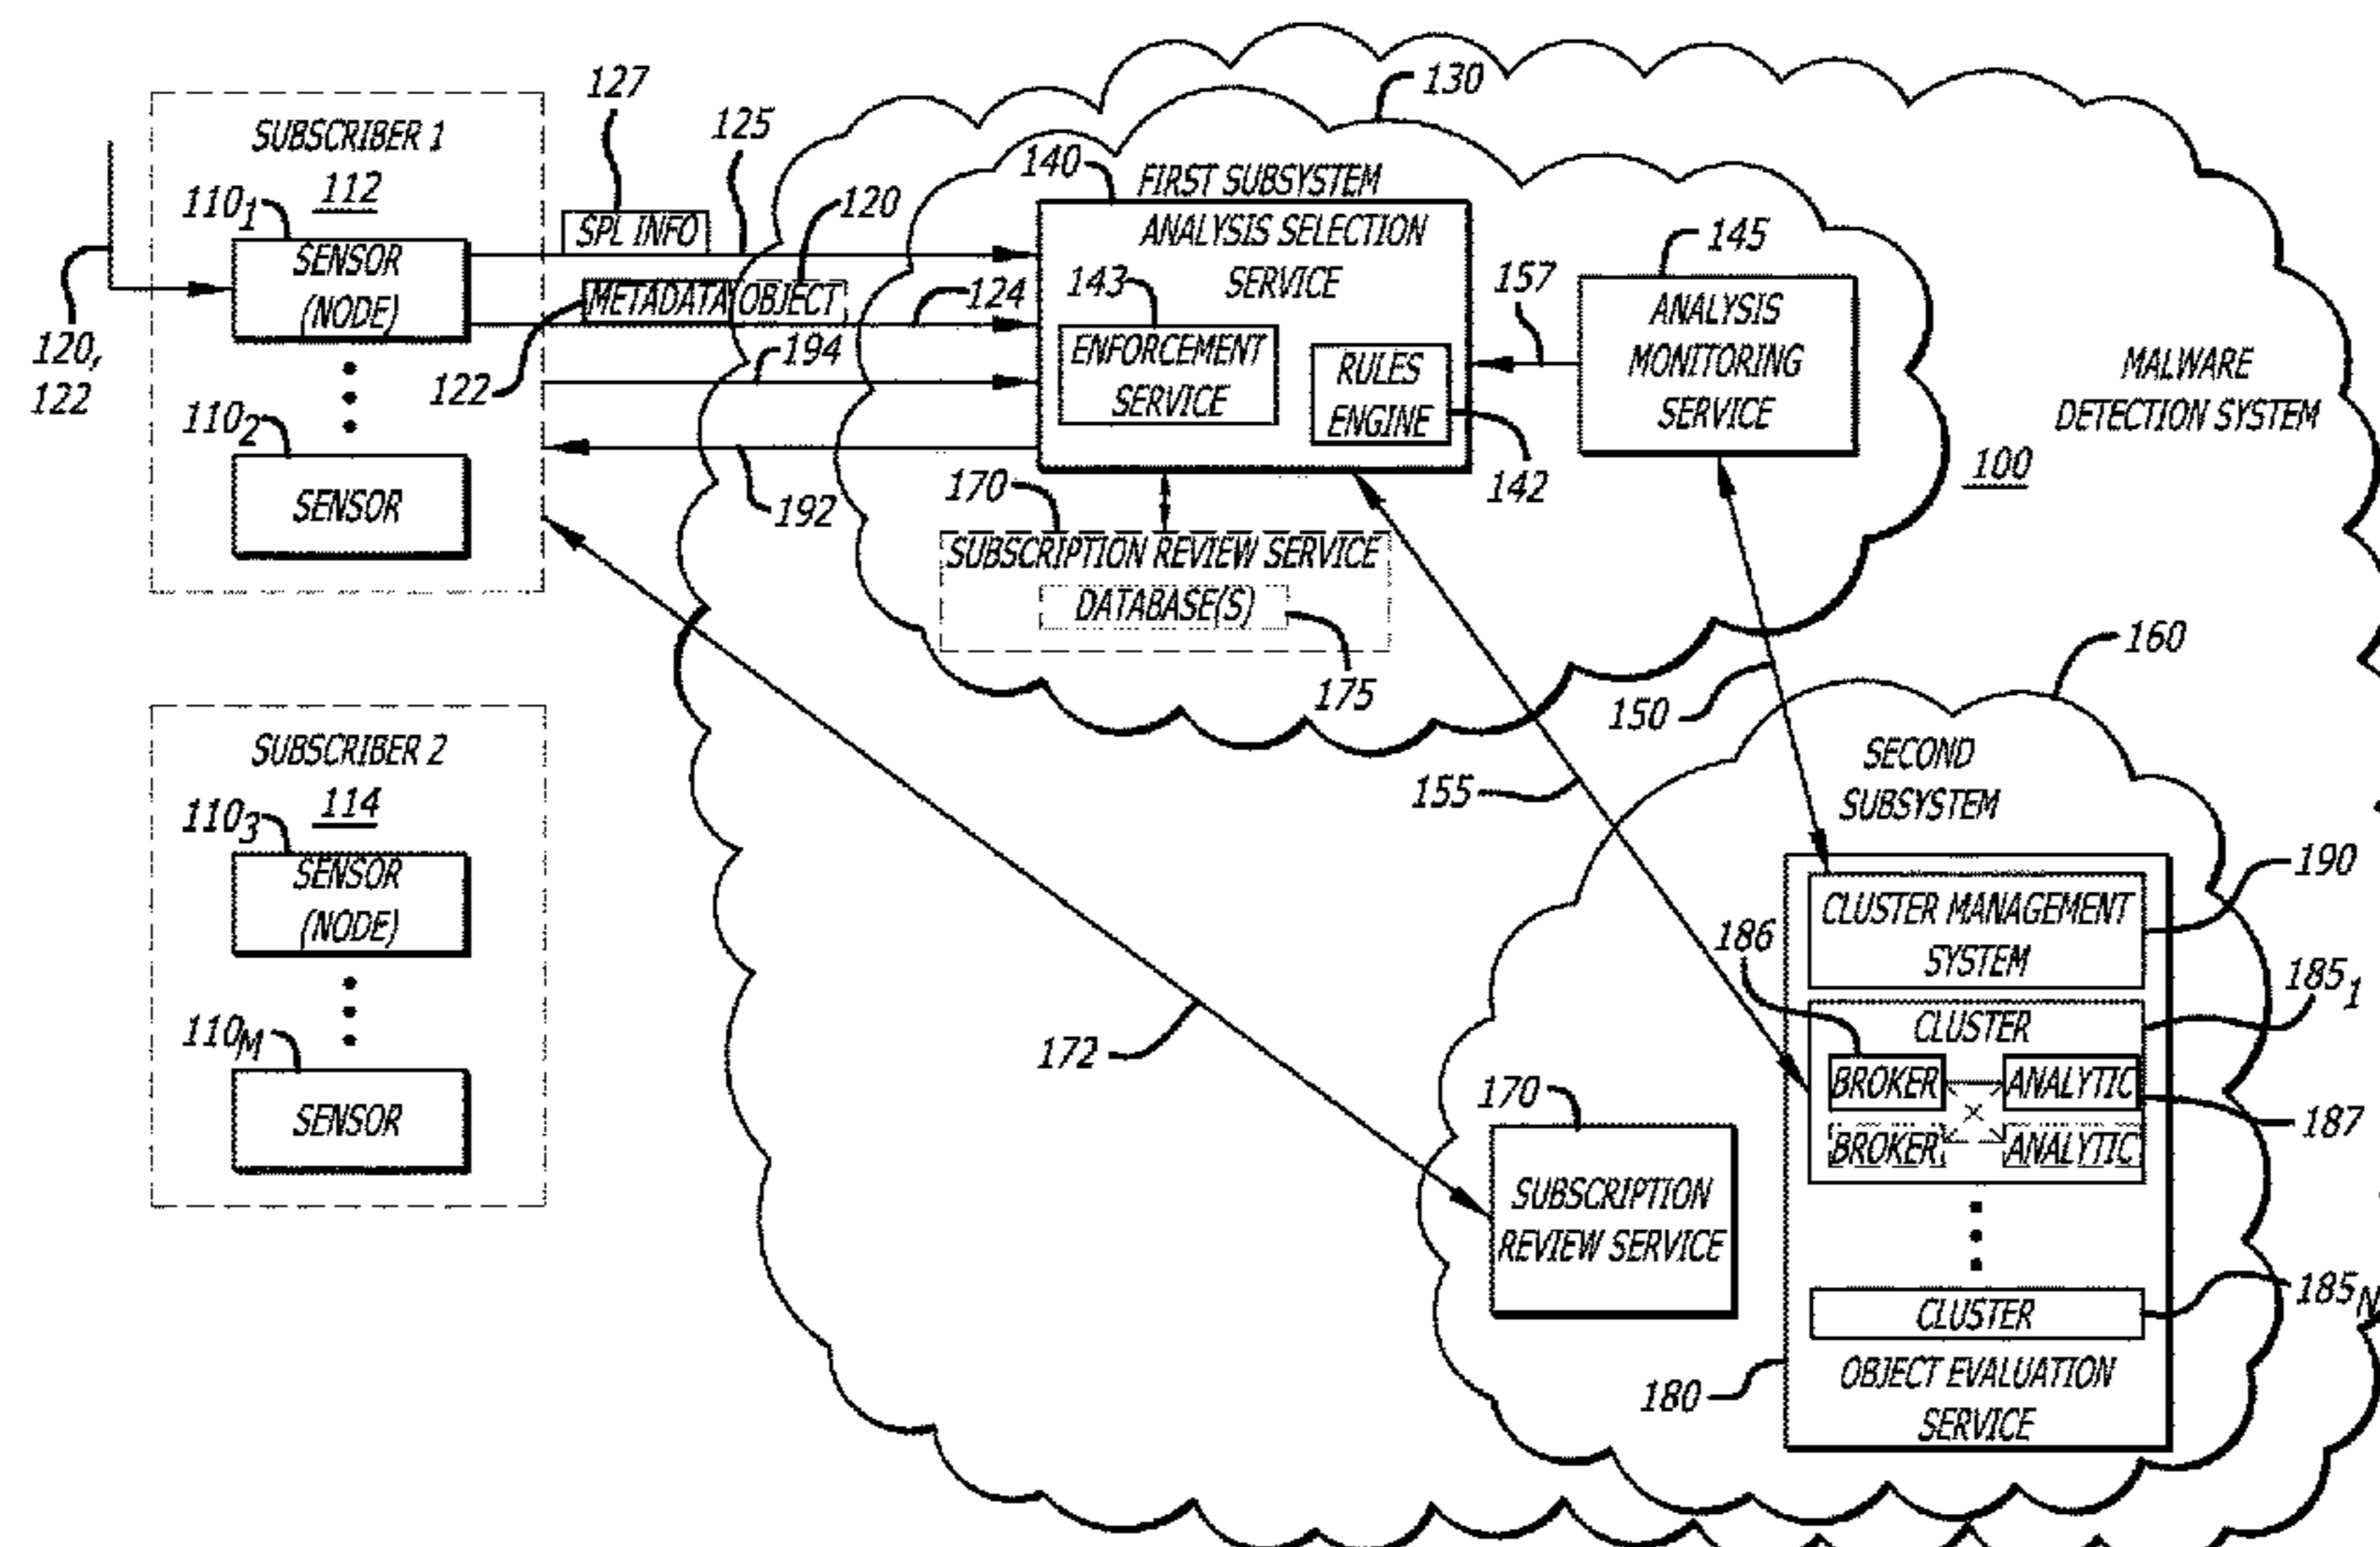 SUBSCRIBER 1
112
110₁
SENSOR
(NODE)
120,
122
110₂
SENSOR
SUBSCRIBER 2
114
110₃
SENSOR
(NODE)
110M
SENSOR
127
125
SPL INFO
120
METADATA OBJECT
124
122
194
192
130
140
FIRST SUBSYSTEM
ANALYSIS SELECTION
SERVICE
143
ENFORCEMENT
SERVICE
RULES
ENGINE
142
157
145
ANALYSIS
MONITORING
SERVICE
MALWARE
DETECTION SYSTEM
100
170
SUBSCRIPTION REVIEW SERVICE
DATABASE(S)
175
150
155
172
160
SECOND
SUBSYSTEM
190
CLUSTER MANAGEMENT
SYSTEM
186
185₁
CLUSTER
BROKER
ANALYTIC
187
BROKER
ANALYTIC
170
SUBSCRIPTION
REVIEW SERVICE
185N
CLUSTER
180
OBJECT EVALUATION
SERVICE